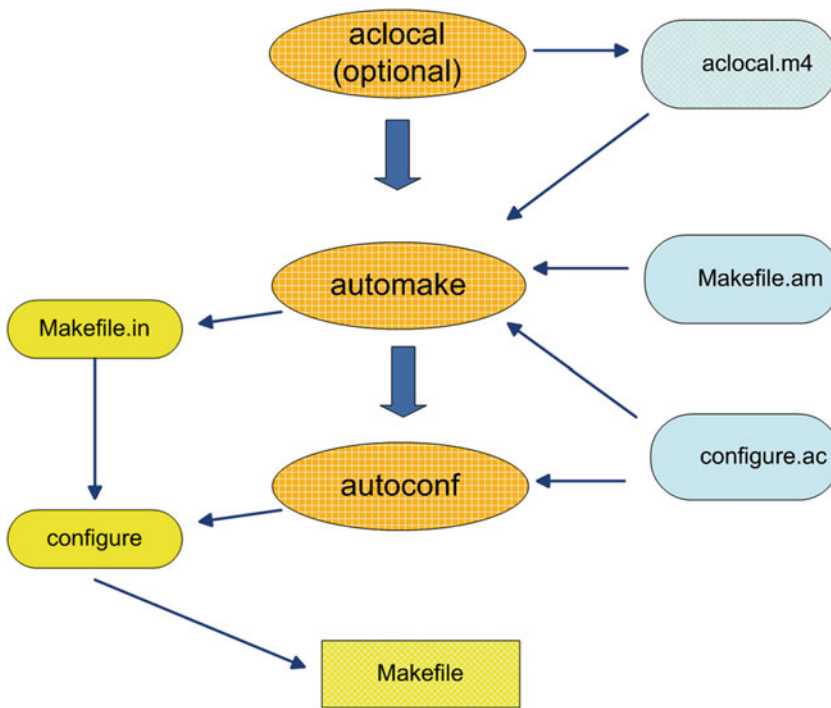 aclocal
(optional)
aclocal.m4
automake
Makefile.am
Makefile.in
autoconf
configure.ac
configure
Makefile